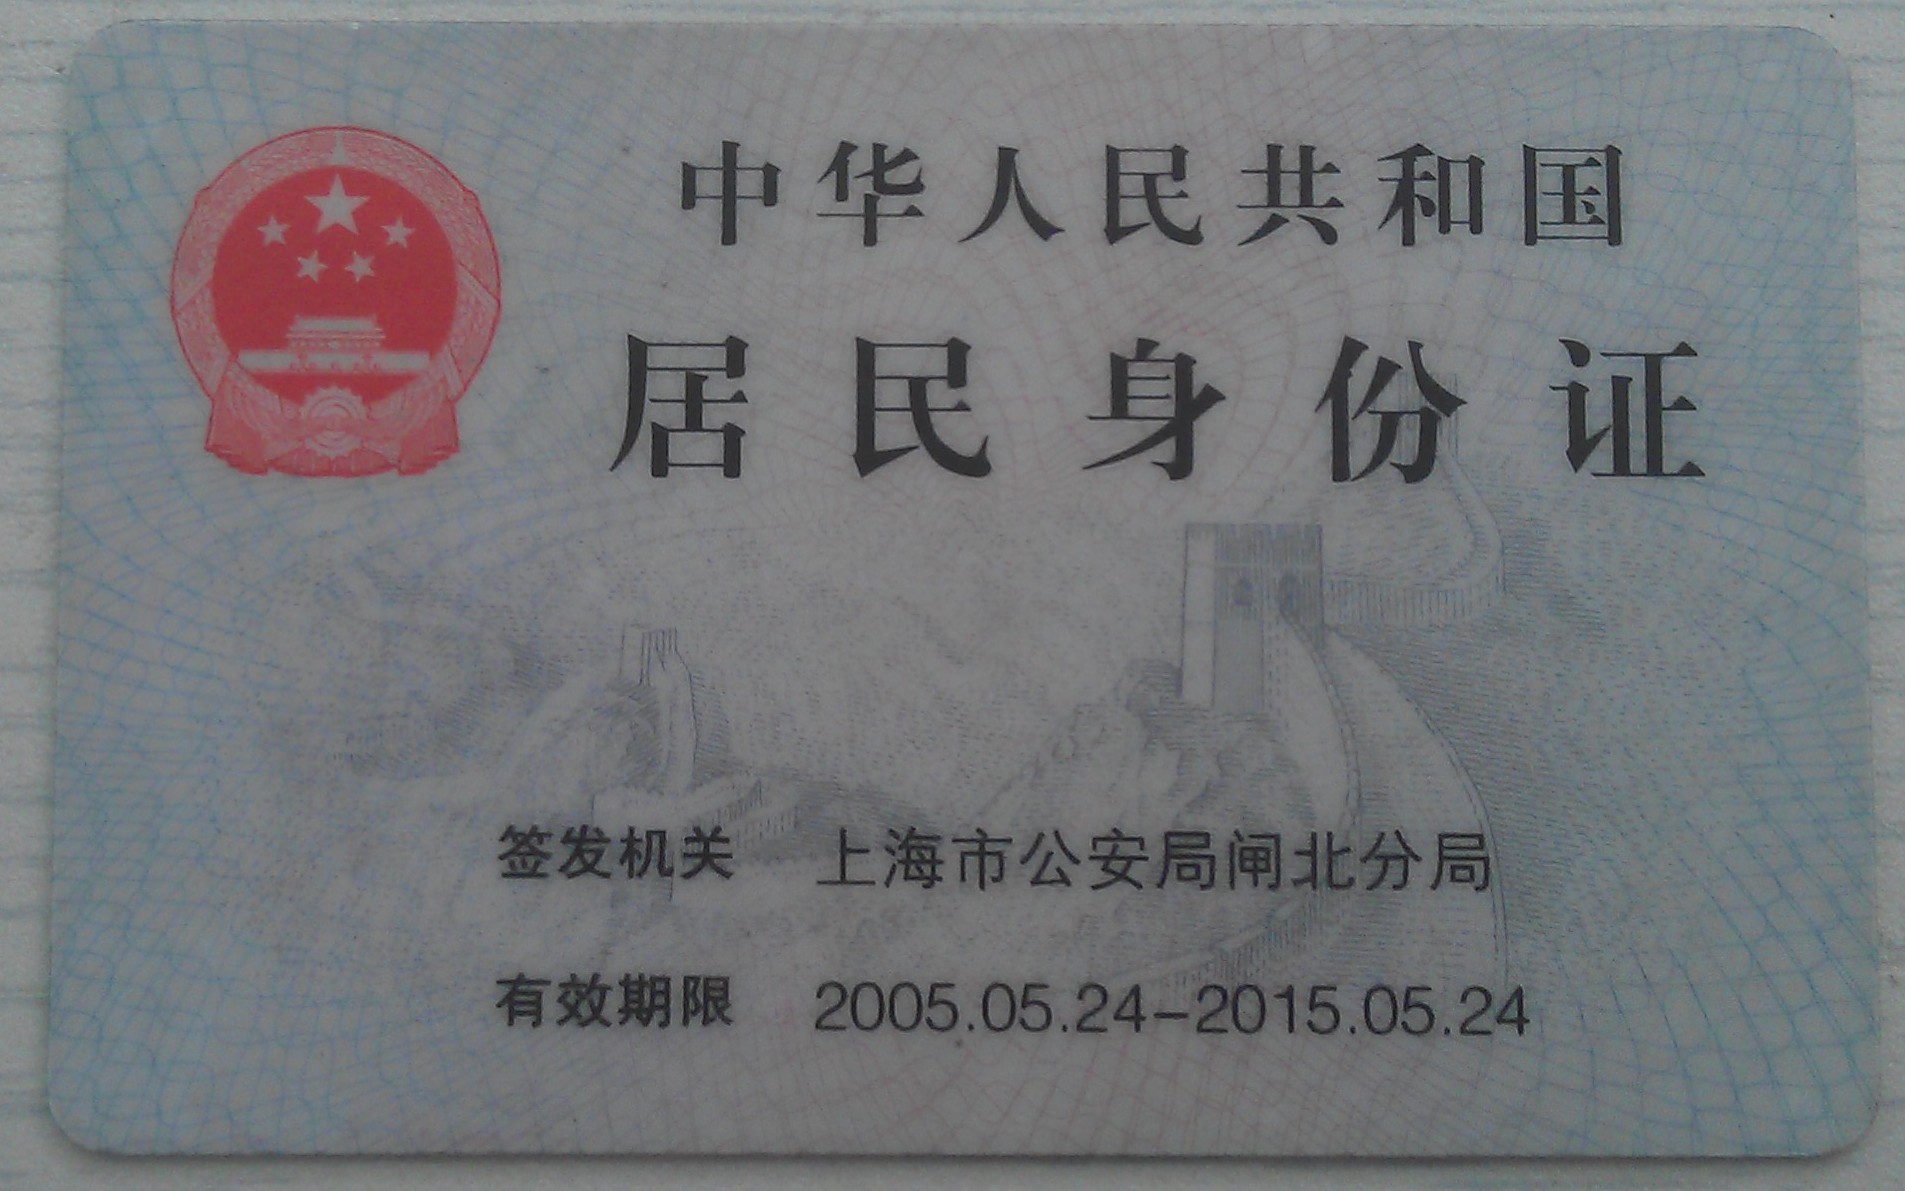 中华人民共和国
居民身份证
签发机关 上海市公安局闸北分局
有效期限 2005.05.24-2015.05.24